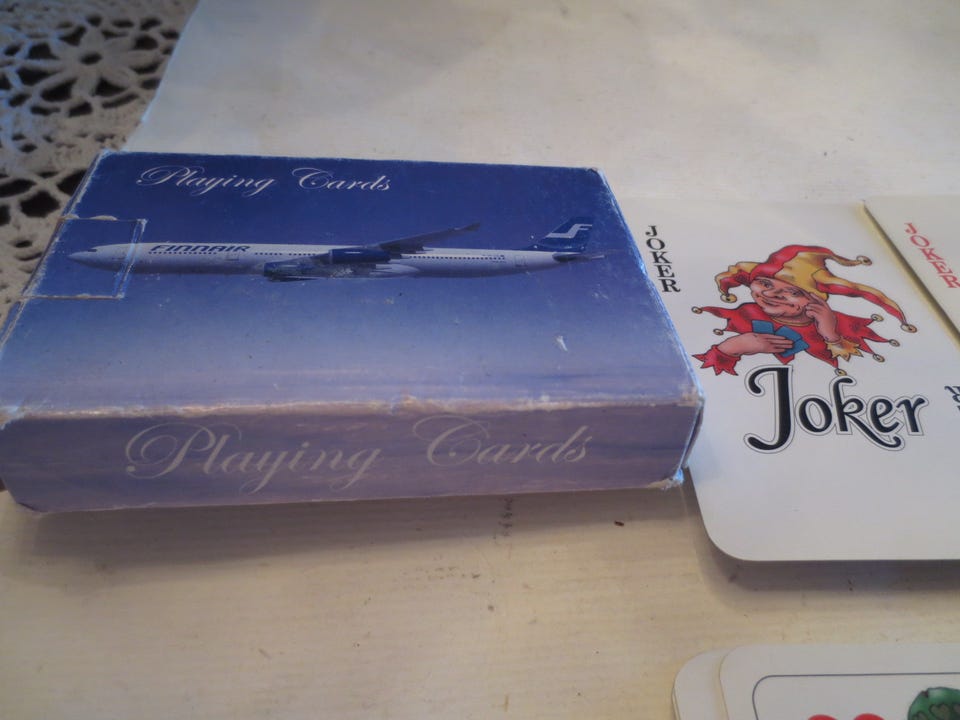 Playing Cards
FINNAIR
Playing Cards
JOKER
Joker
JOKER